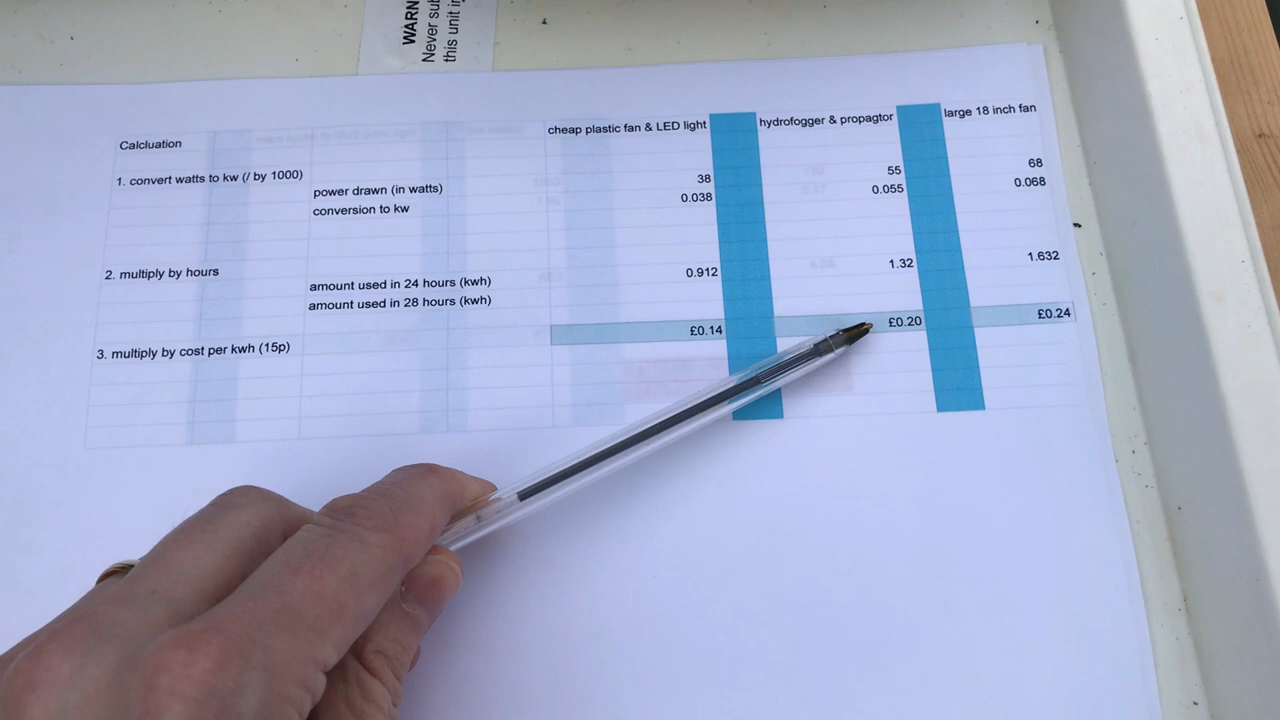 WARN
Never sub
this unit i
Calcluation cheap plastic fan & LED light hydrofogger & propagtor large 18 inch fan
1. convert watts to kw (/ by 1000)
power drawn (in watts) 38 55 68
conversion to kw 0.038 0.055 0.068
2. multiply by hours
amount used in 24 hours (kwh) 0.912 1.32 1.632
amount used in 28 hours (kwh)
3. multiply by cost per kwh (15p) £0.14 £0.20 £0.24